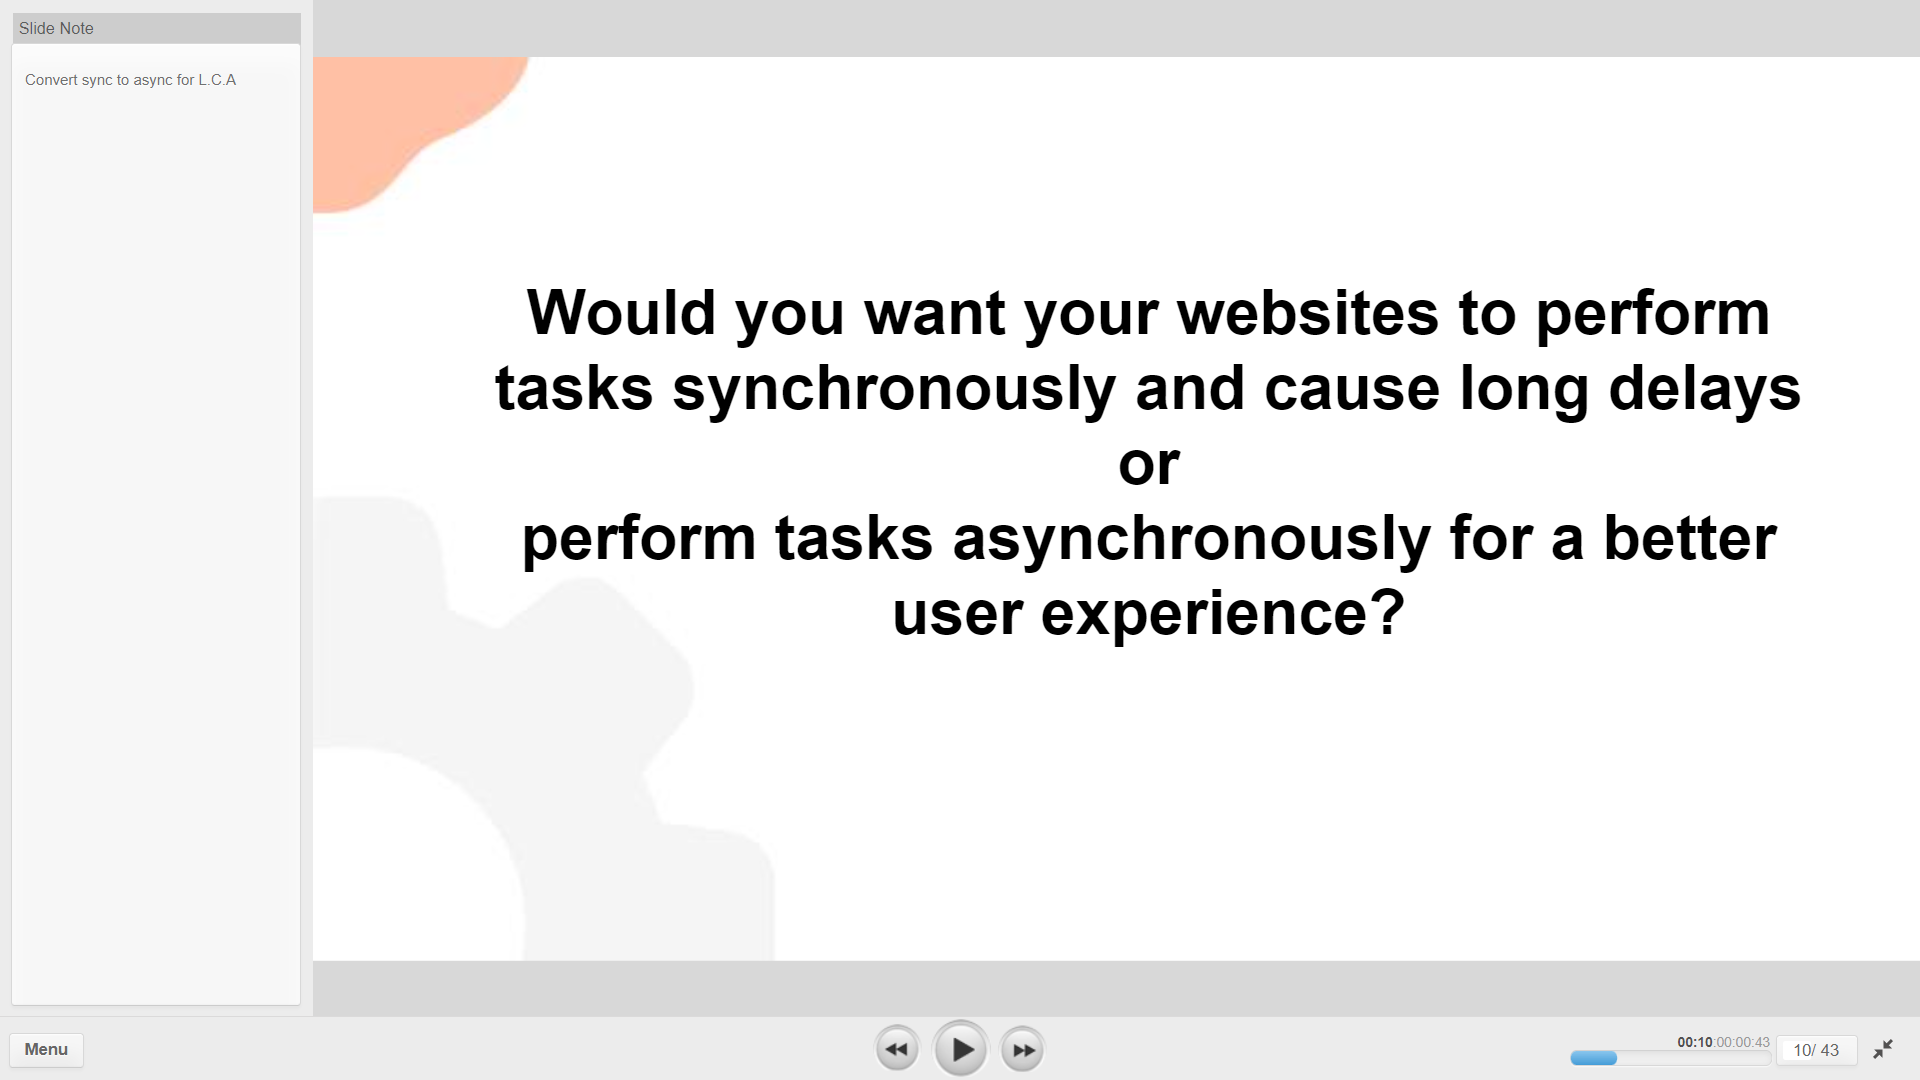 Slide Note
Convert sync to async for L.C.A
Would you want your websites to perform
tasks synchronously and cause long delays
or
perform tasks asynchronously for a better
user experience?
Menu
00:10:00:00:43
10/ 43